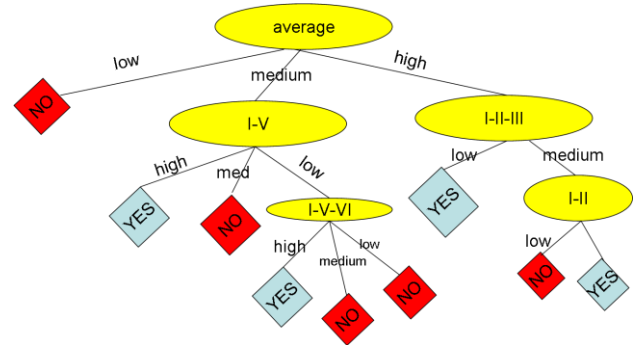 average
low
medium
high
NO
I-V
I-II-III
high
med
low
low
medium
YES
NO
I-V-VI
YES
I-II
high
medium
low
low
YES
NO
NO
NO
YES